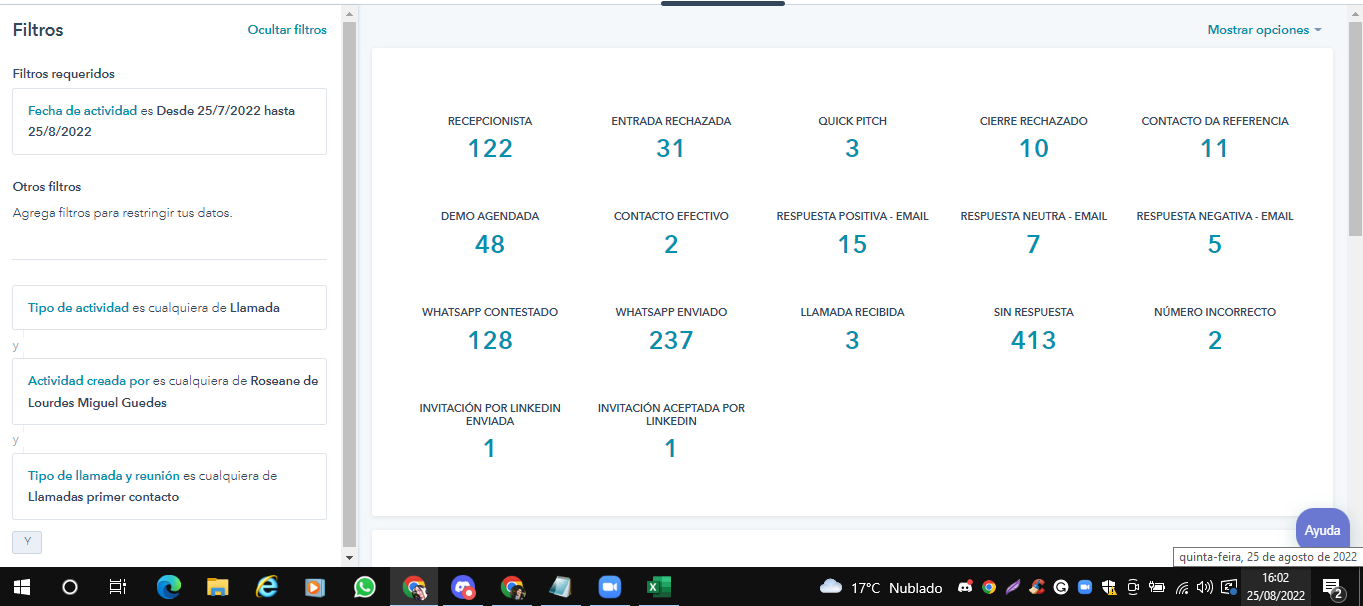 Filtros
Ocultar filtros
Filtros requeridos
Fecha de actividad es Desde 25/7/2022 hasta
25/8/2022
Otros filtros
Agrega filtros para restringir tus datos.
Tipo de actividad es cualquiera de Llamada
y
Actividad creada por es cualquiera de Roseane de
Lourdes Miguel Guedes
y
Tipo de llamada y reunión es cualquiera de
Llamadas primer contacto
Y
Mostrar opciones
RECEPCIONISTA
122
ENTRADA RECHAZADA
31
QUICK PITCH
3
CIERRE RECHAZADO
10
CONTACTO DA REFERENCIA
11
DEMO AGENDADA
48
CONTACTO EFECTIVO
2
RESPUESTA POSITIVA - EMAIL
15
RESPUESTA NEUTRA - EMAIL
7
RESPUESTA NEGATIVA - EMAIL
5
WHATSAPP CONTESTADO
128
WHATSAPP ENVIADO
237
LLAMADA RECIBIDA
3
SIN RESPUESTA
413
NÚMERO INCORRECTO
2
INVITACIÓN POR LINKEDIN
ENVIADA
1
INVITACIÓN ACEPTADA POR
LINKEDIN
1
Ayuda
quinta-feira, 25 de agosto de 2022
17°C Nublado
16:02
25/08/2022
2